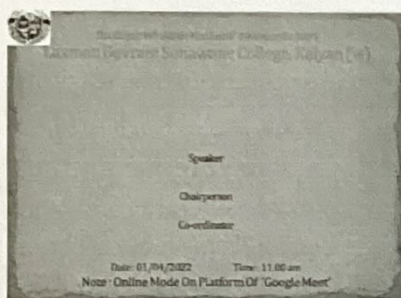 Laxman Devram Sonawane College, Kalyan (W)
Speaker
Chairperson
Co-ordinator
Date: 01/04/2022 Time: 11.00 am
Note: Online Mode On Platform Of "Google Meet"